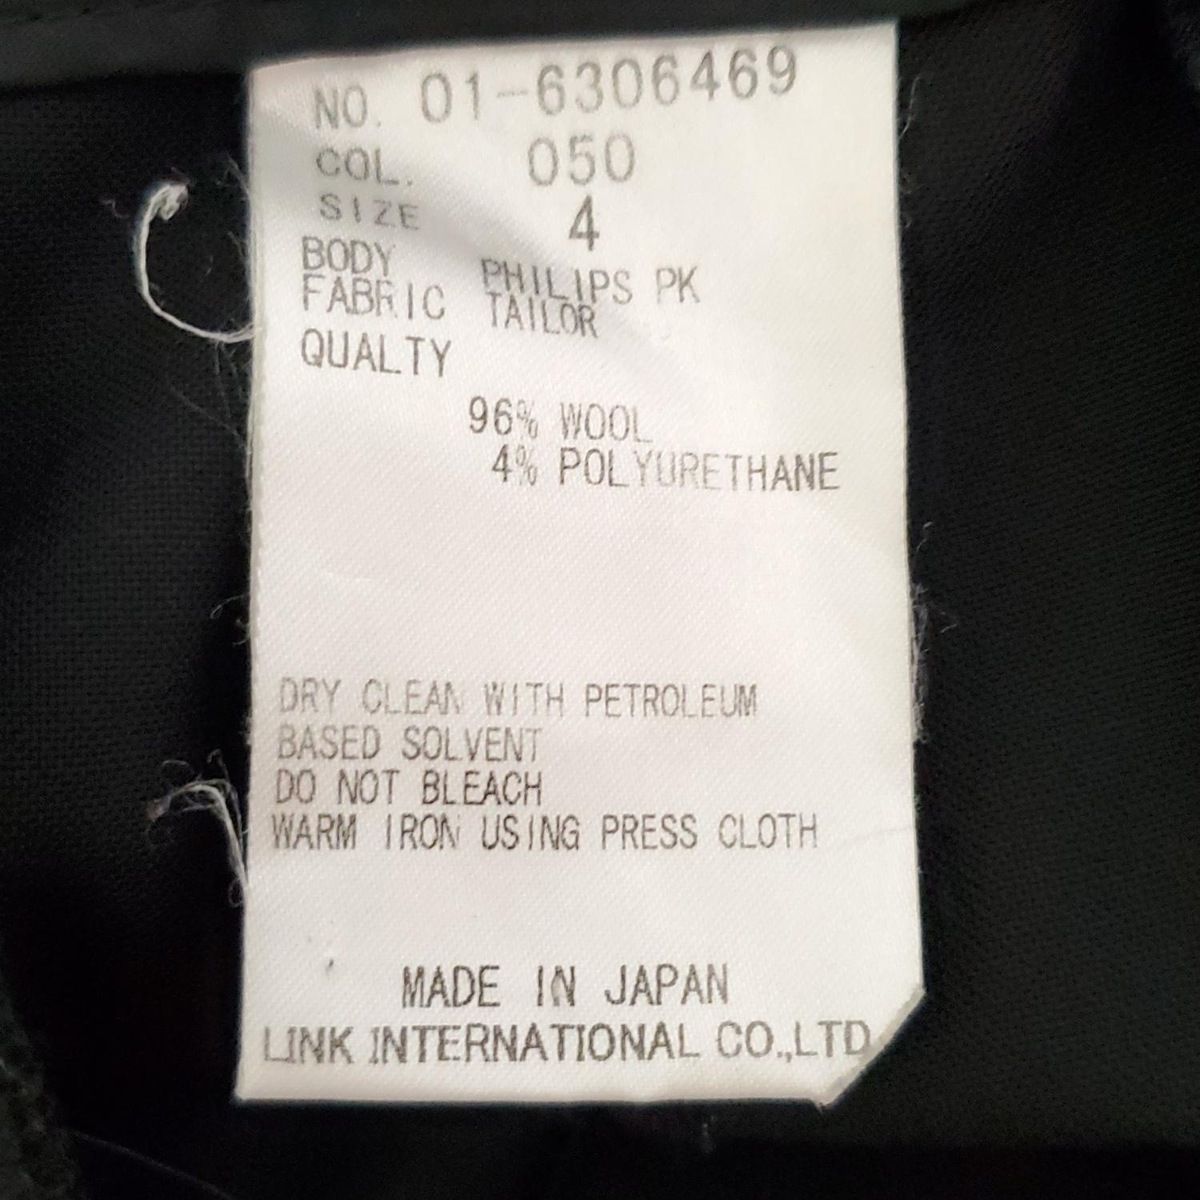 NO. 01-6306469
COL. 050
SIZE 4
BODY PHILIPS PK
FABRIC TAILOR
QUALTY
96% WOOL
4% POLYURETHANE
DRY CLEAN WITH PETROLEUM
BASED SOLVENT
DO NOT BLEACH
WARM IRON USING PRESS CLOTH
MADE IN JAPAN
LINK INTERNATIONAL CO.,LTD